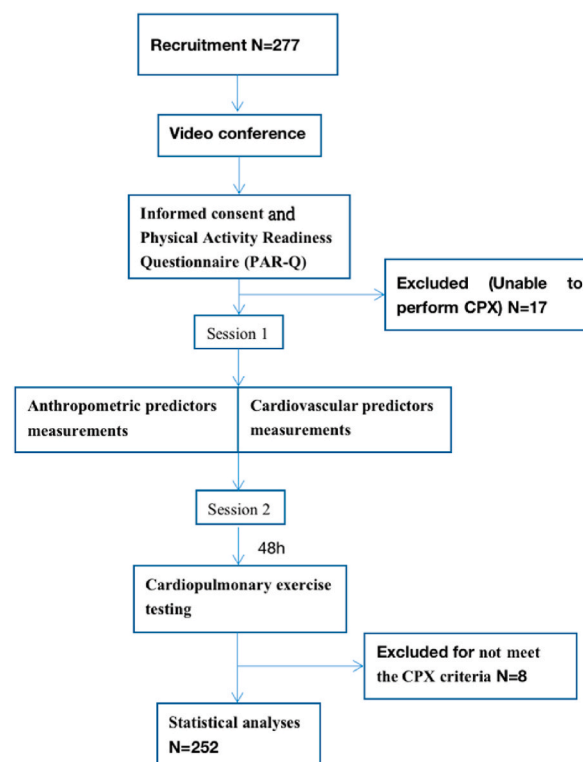 Recruitment N=277
Video conference
Informed consent and
Physical Activity Readiness
Questionnaire (PAR-Q)
Excluded (Unable to
perform CPX) N=17
Session 1
Anthropometric predictors
measurements
Cardiovascular predictors
measurements
Session 2
48h
Cardiopulmonary exercise
testing
Excluded for not meet
the CPX criteria N=8
Statistical analyses
N=252